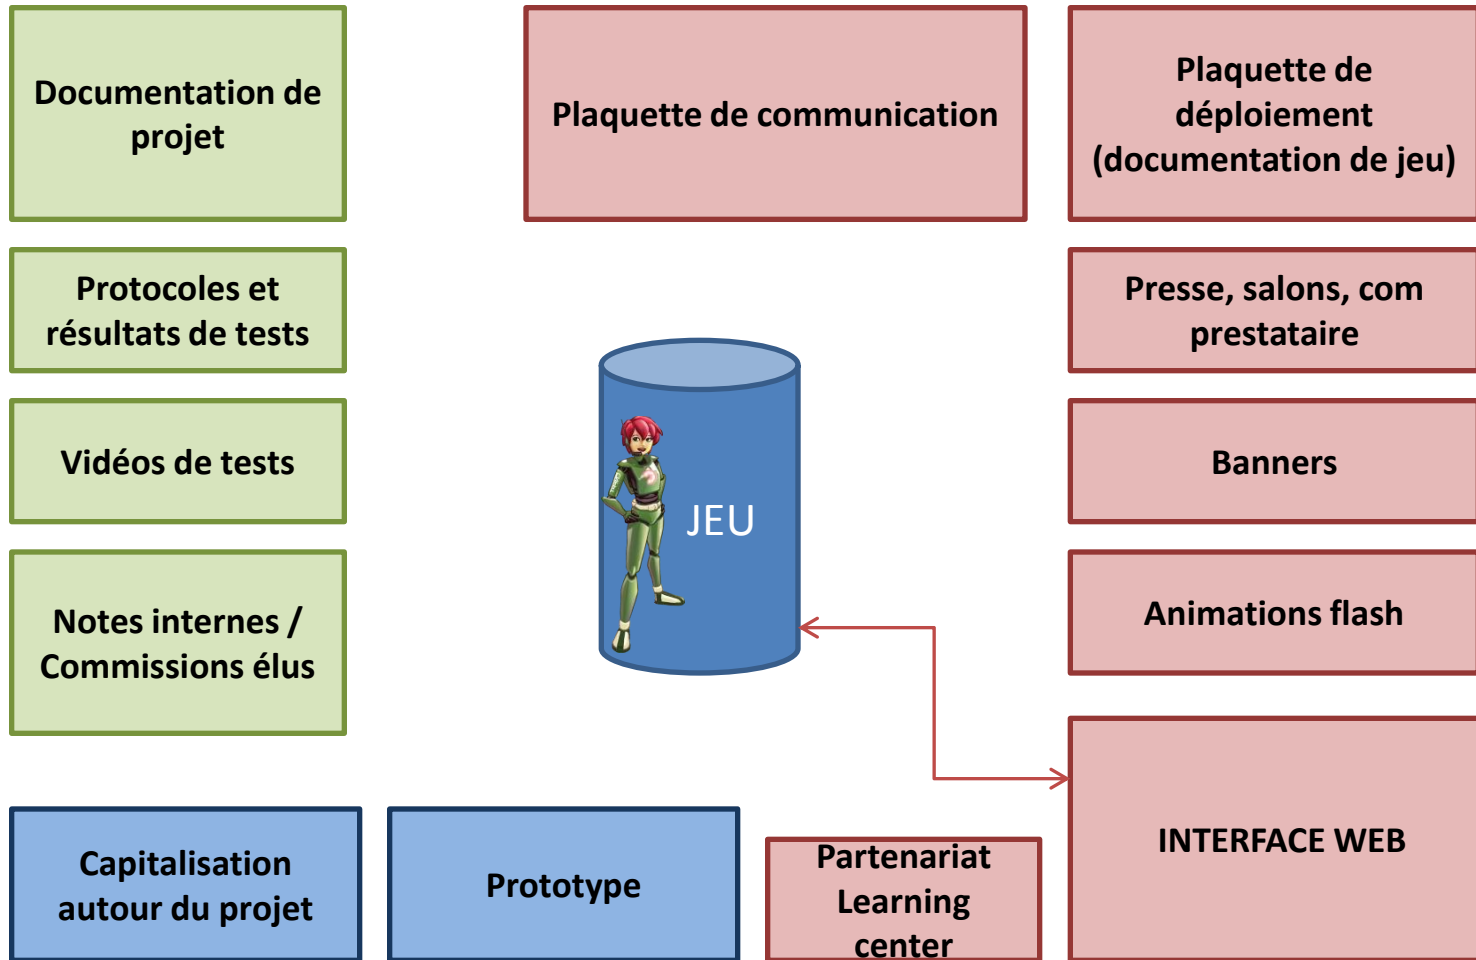 Documentation de
projet
Plaquette de communication
Plaquette de
déploiement
(documentation de jeu)
Protocoles et
résultats de tests
Presse, salons, com
prestataire
Vidéos de tests
JEU
Banners
Notes internes /
Commissions élus
Animations flash
Capitalisation
autour du projet
Prototype
Partenariat
Learning
center
INTERFACE WEB